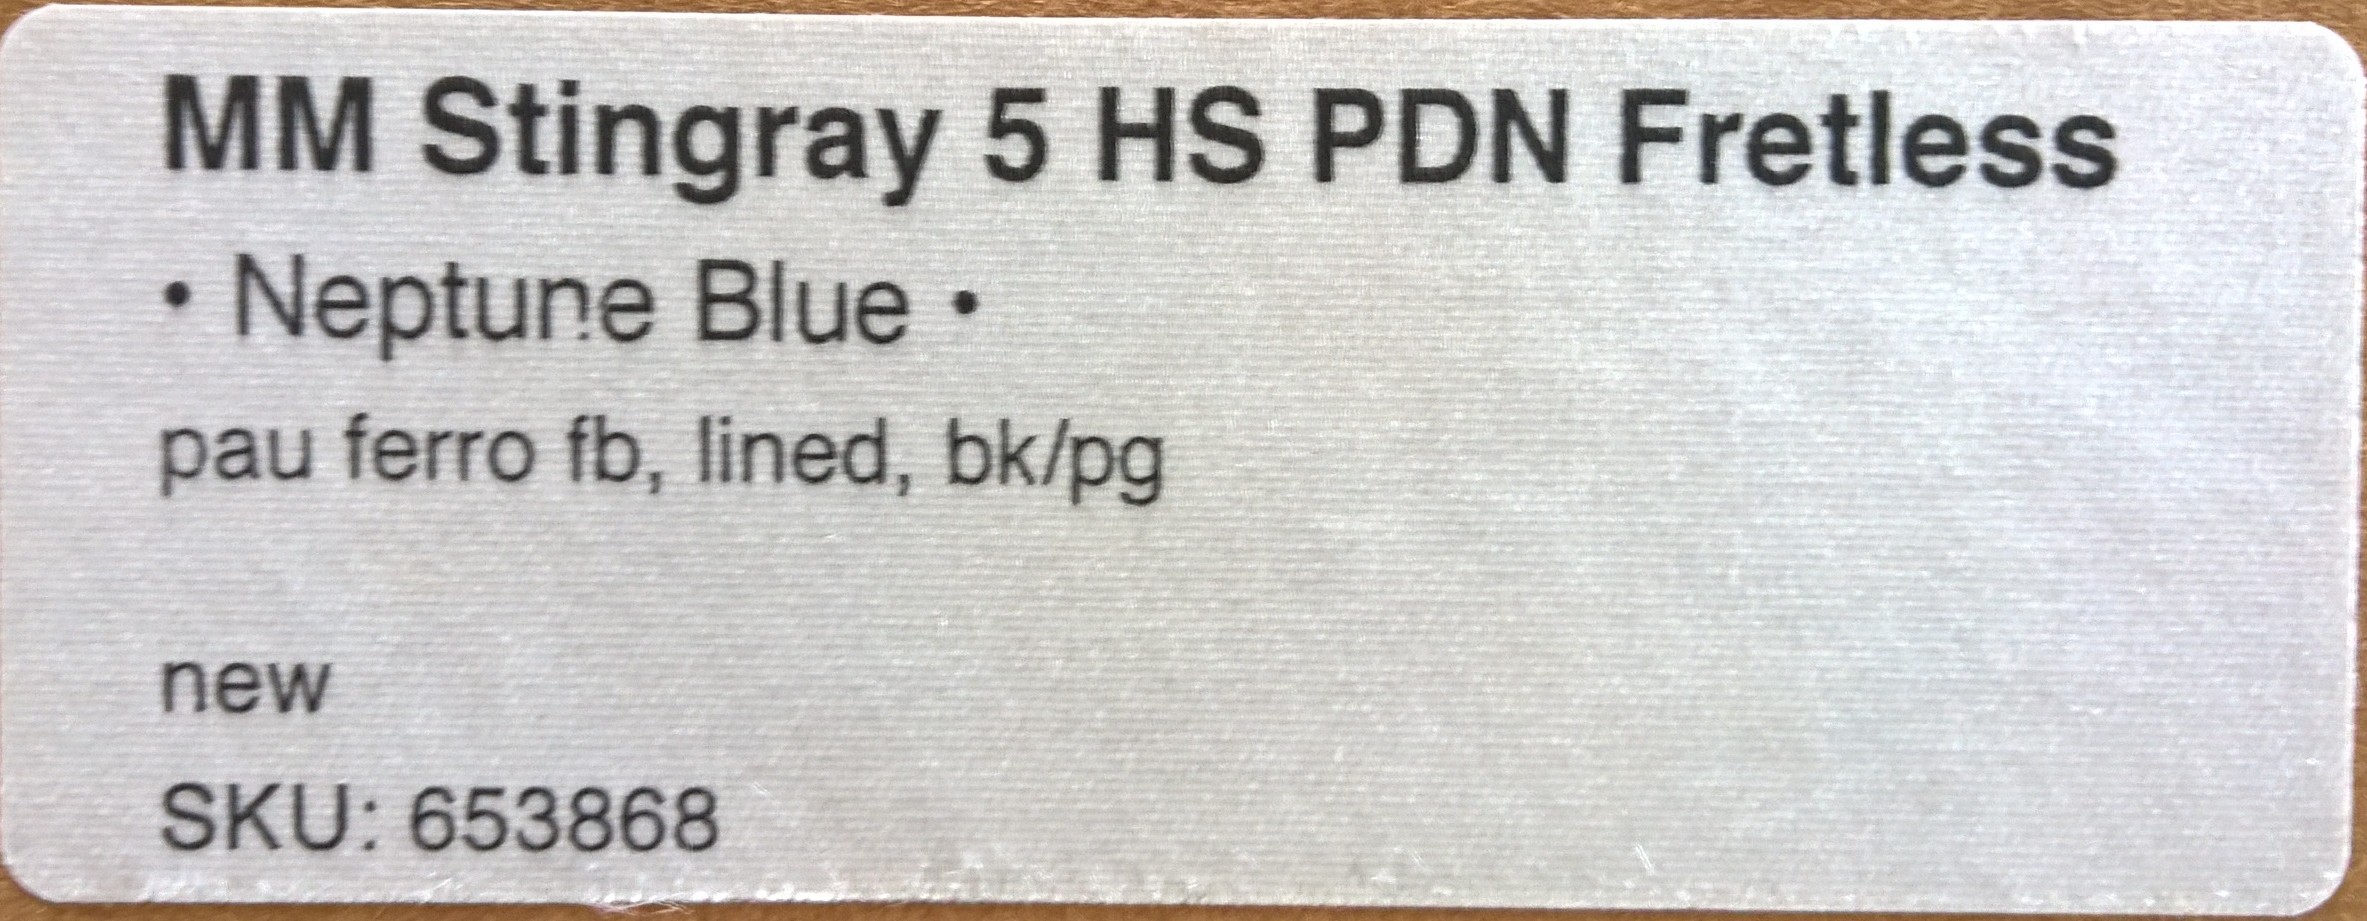 MM Stingray 5 HS PDN Fretless
• Neptune Blue •
pau ferro fb, lined, bk/pg
new
SKU: 653868